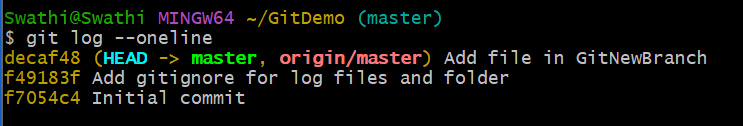 Swathi@Swathi MINGW64 ~/GitDemo (master)
$ git log --oneline
decaf48 (HEAD -> master, origin/master) Add file in GitNewBranch
f49183f Add gitignore for log files and folder
f7054c4 Initial commit